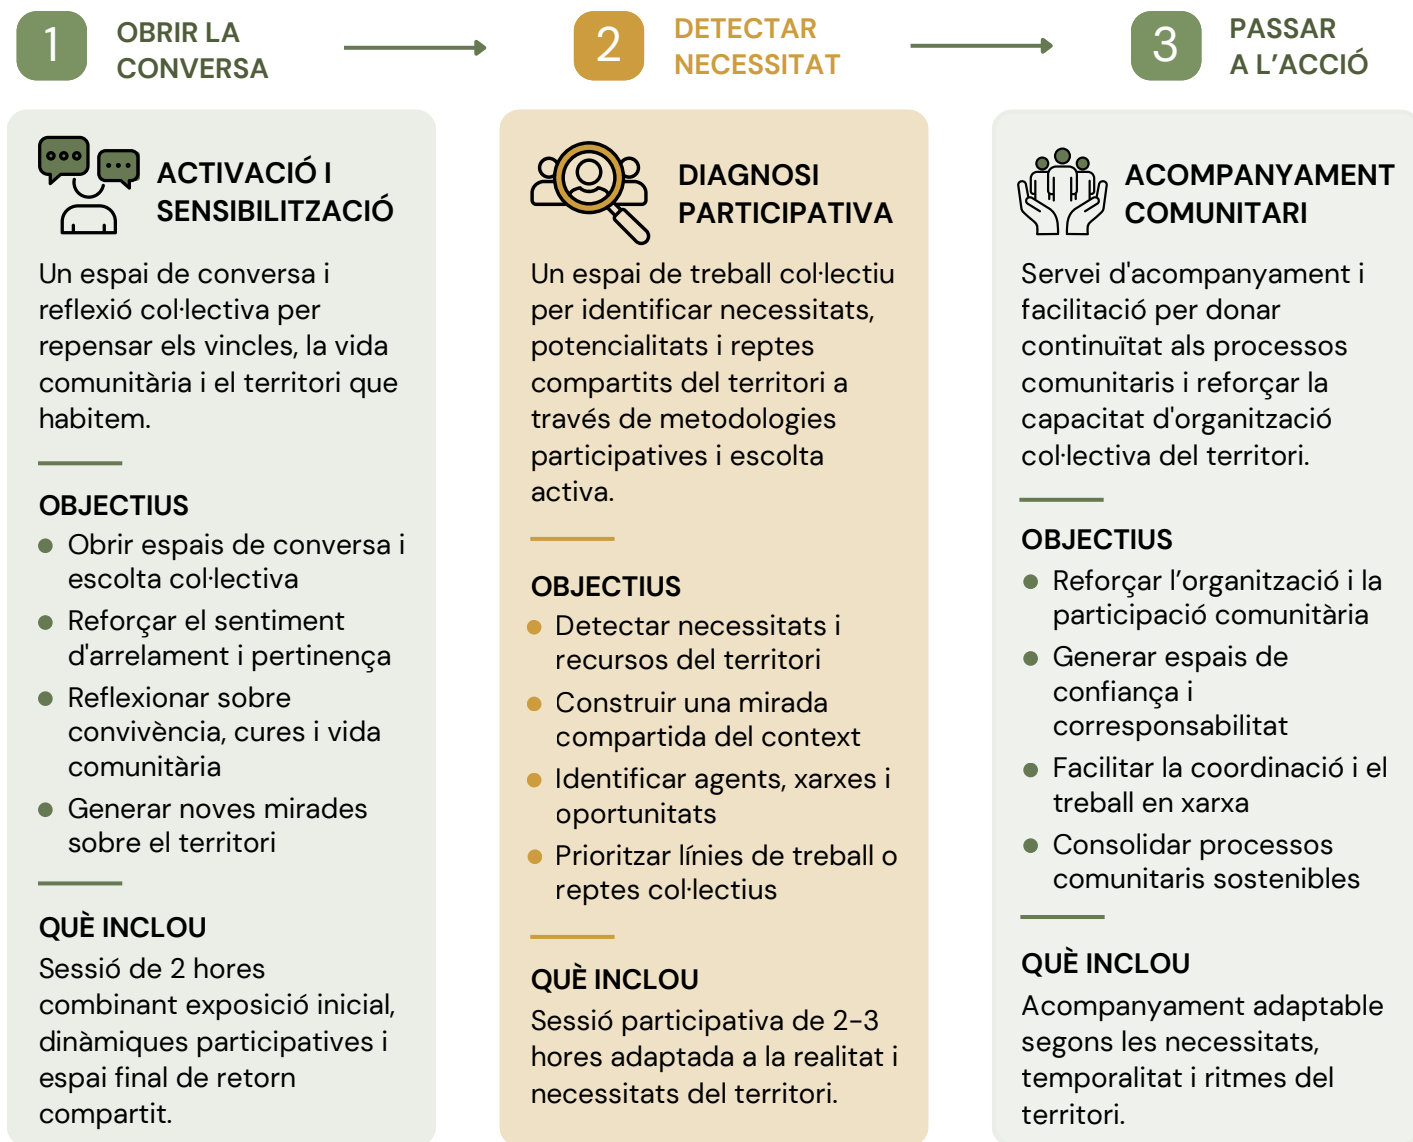 1
OBRIR LA
CONVERSA
2
DETECTAR
NECESSITAT
3
PASSAR
A L’ACCIÓ
ACTIVACIÓ I
SENSIBILITZACIÓ
Un espai de conversa i
reflexió col·lectiva per
repensar els vincles, la vida
comunitària i el territori que
habitem.
OBJECTIUS
Obrir espais de conversa i
escolta col·lectiva
Reforçar el sentiment
d'arrelament i pertinença
Reflexionar sobre
convivència, cures i vida
comunitària
Generar noves mirades
sobre el territori
QUÈ INCLOU
Sessió de 2 hores
combinant exposició inicial,
dinàmiques participatives i
espai final de retorn
compartit.
DIAGNOSI
PARTICIPATIVA
Un espai de treball col·lectiu
per identificar necessitats,
potencialitats i reptes
compartits del territori a
través de metodologies
participatives i escolta
activa.
OBJECTIUS
Detectar necessitats i
recursos del territori
Construir una mirada
compartida del context
Identificar agents, xarxes i
oportunitats
Prioritzar línies de treball o
reptes col·lectius
QUÈ INCLOU
Sessió participativa de 2-3
hores adaptada a la realitat i
necessitats del territori.
ACOMPANYAMENT
COMUNITARI
Servei d'acompanyament i
facilitació per donar
continuïtat als processos
comunitaris i reforçar la
capacitat d'organització
col·lectiva del territori.
OBJECTIUS
Reforçar l’organització i la
participació comunitària
Generar espais de
confiança i
corresponsabilitat
Facilitar la coordinació i el
treball en xarxa
Consolidar processos
comunitaris sostenibles
QUÈ INCLOU
Acompanyament adaptable
segons les necessitats,
temporalitat i ritmes del
territori.